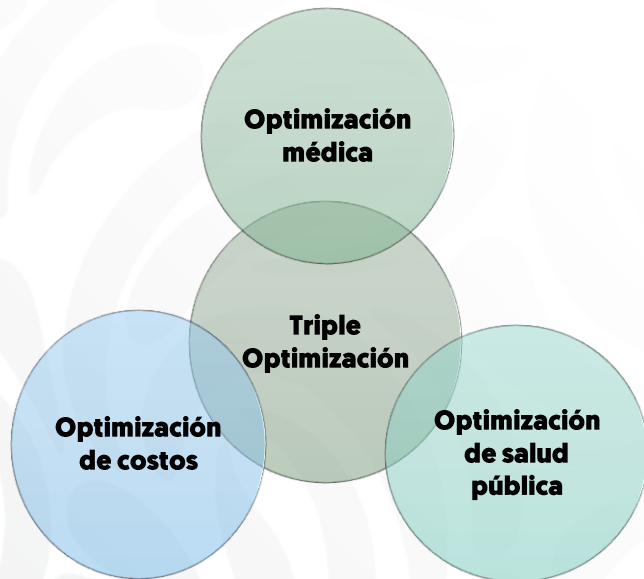 Optimización
médica
Triple
Optimización
Optimización
de costos
Optimización
de salud
pública